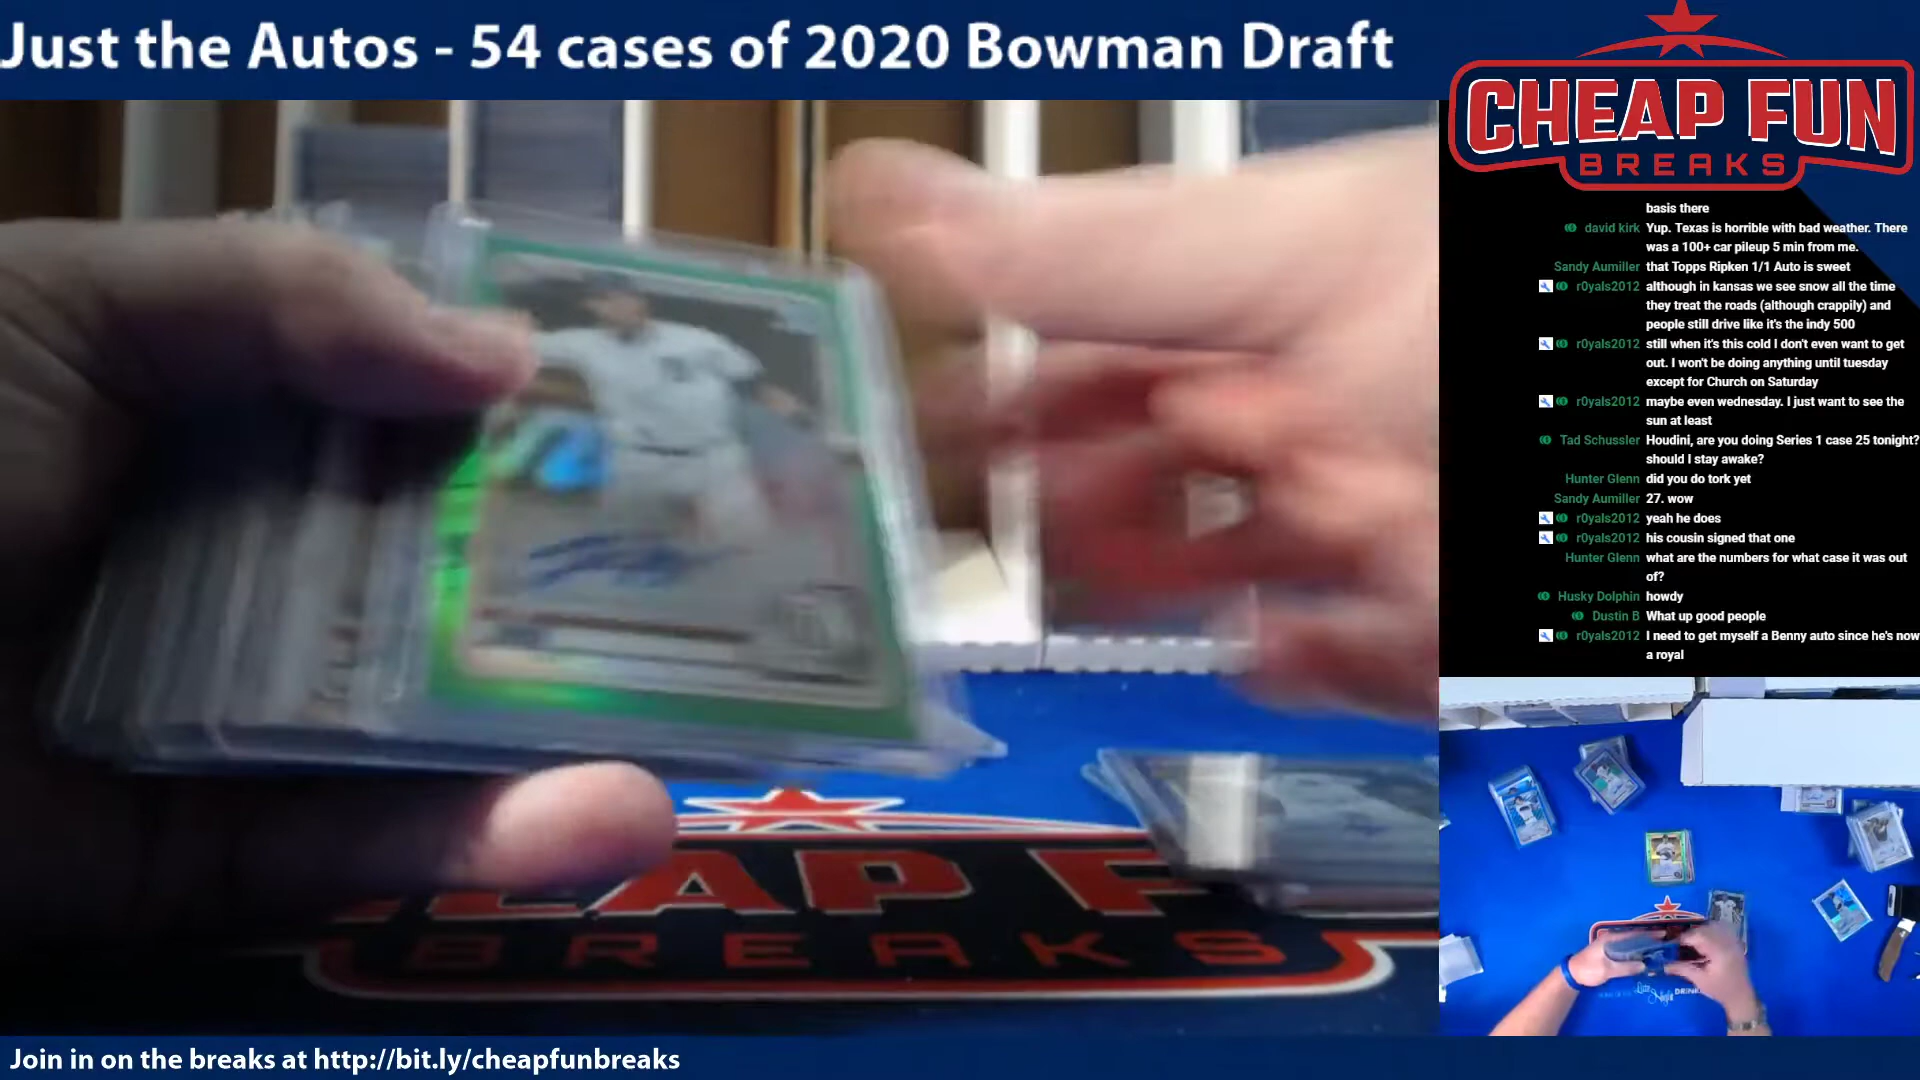 Just the Autos - 54 cases of 2020 Bowman Draft
CHEAP FUN
BREAKS
basis there
david kirk Yup. Texas is horrible with bad weather. There
was a 100+ car pileup 5 min from me.
Sandy Aumiller that Topps Ripken 1/1 Auto is sweet
r0yals2012 although in kansas we see snow all the time
they treat the roads (although crappily) and
people still drive like it's the indy 500
r0yals2012 still when it's this cold I don't even want to get
out. I won't be doing anything until tuesday
except for Church on Saturday
r0yals2012 maybe even wednesday. I just want to see the
sun at least
Tad Schussler Houdini, are you doing Series 1 case 25 tonight?
should I stay awake?
Hunter Glenn did you do tork yet
Sandy Aumiller 27. wow
r0yals2012 yeah he does
r0yals2012 his cousin signed that one
Hunter Glenn what are the numbers for what case it was out
of?
Husky Dolphin howdy
Dustin B What up good people
r0yals2012 I need to get myself a Benny auto since he's now
a royal
EAP F
BREAKS
Join in on the breaks at http://bit.ly/cheapfunbreaks